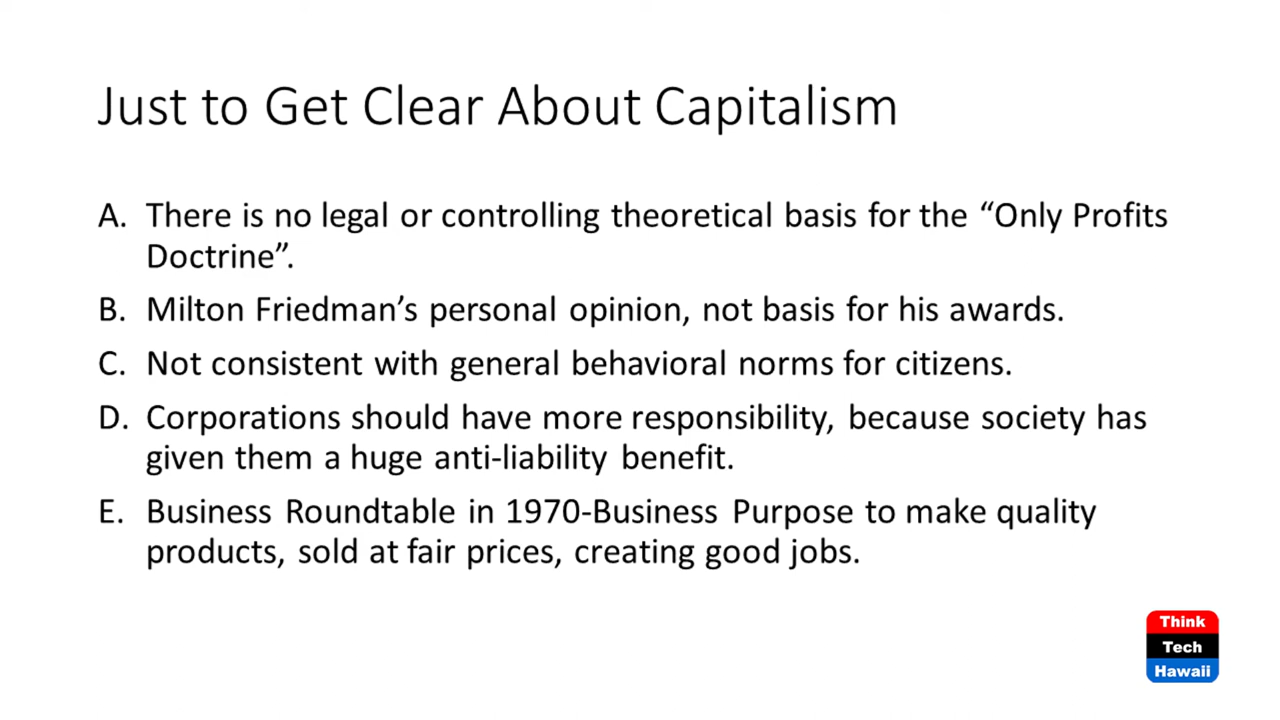 Just to Get Clear About Capitalism
A. There is no legal or controlling theoretical basis for the “Only Profits
Doctrine”.
B. Milton Friedman’s personal opinion, not basis for his awards.
C. Not consistent with general behavioral norms for citizens.
D. Corporations should have more responsibility, because society has
given them a huge anti-liability benefit.
E. Business Roundtable in 1970-Business Purpose to make quality
products, sold at fair prices, creating good jobs.
Think
Tech
Hawaii